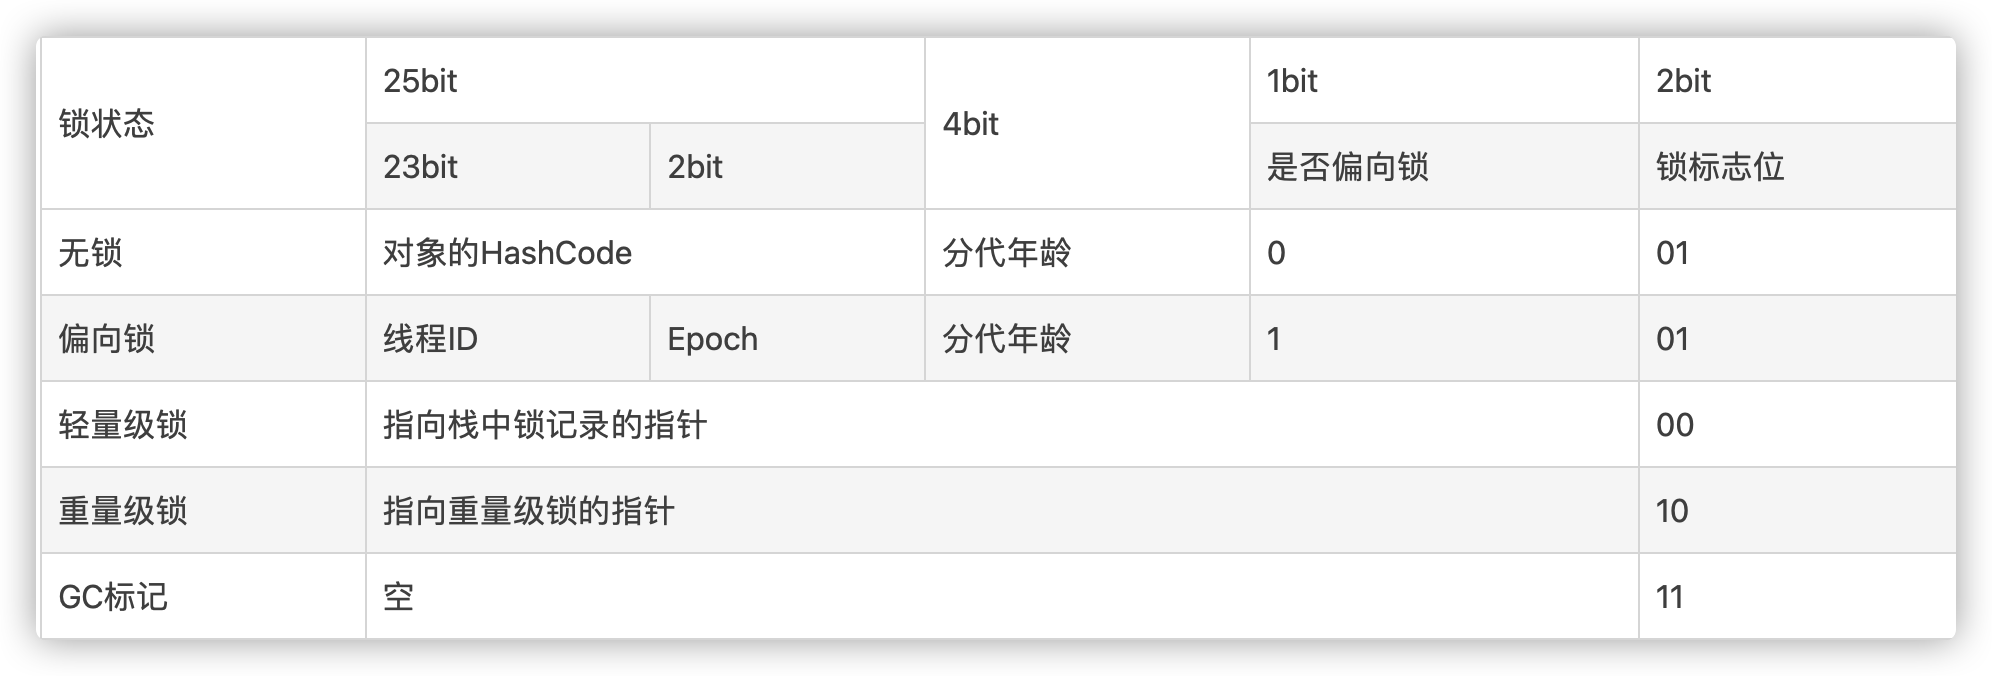 锁状态 25bit 4bit 1bit 2bit
23bit 2bit 是否偏向锁 锁标志位
无锁 对象的HashCode 分代年龄 0 01
偏向锁 线程ID Epoch 分代年龄 1 01
轻量级锁 指向栈中锁记录的指针 00
重量级锁 指向重量级锁的指针 10
GC标记 空 11